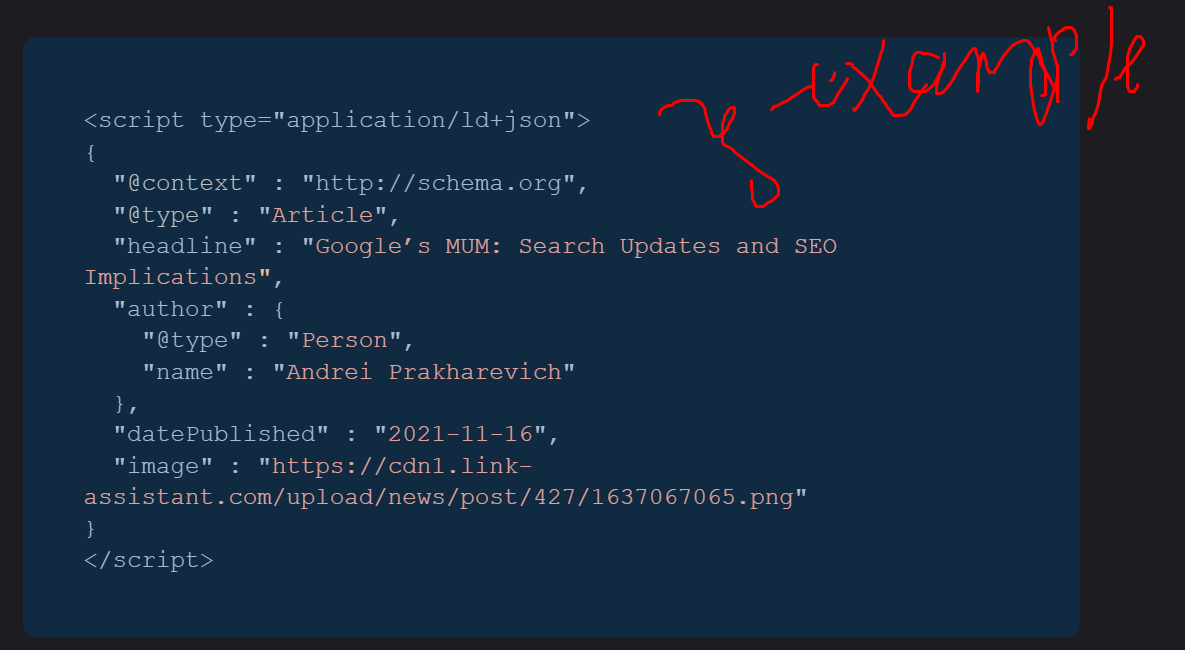 example
<script type="application/ld+json">
{
"@context" : "http://schema.org",
"@type" : "Article",
"headline" : "Google’s MUM: Search Updates and SEO
Implications",
"author" : {
"@type" : "Person",
"name" : "Andrei Prakharevich"
},
"datePublished" : "2021-11-16",
"image" : "https://cdn1.link-
assistant.com/upload/news/post/427/1637067065.png"
}
</script>